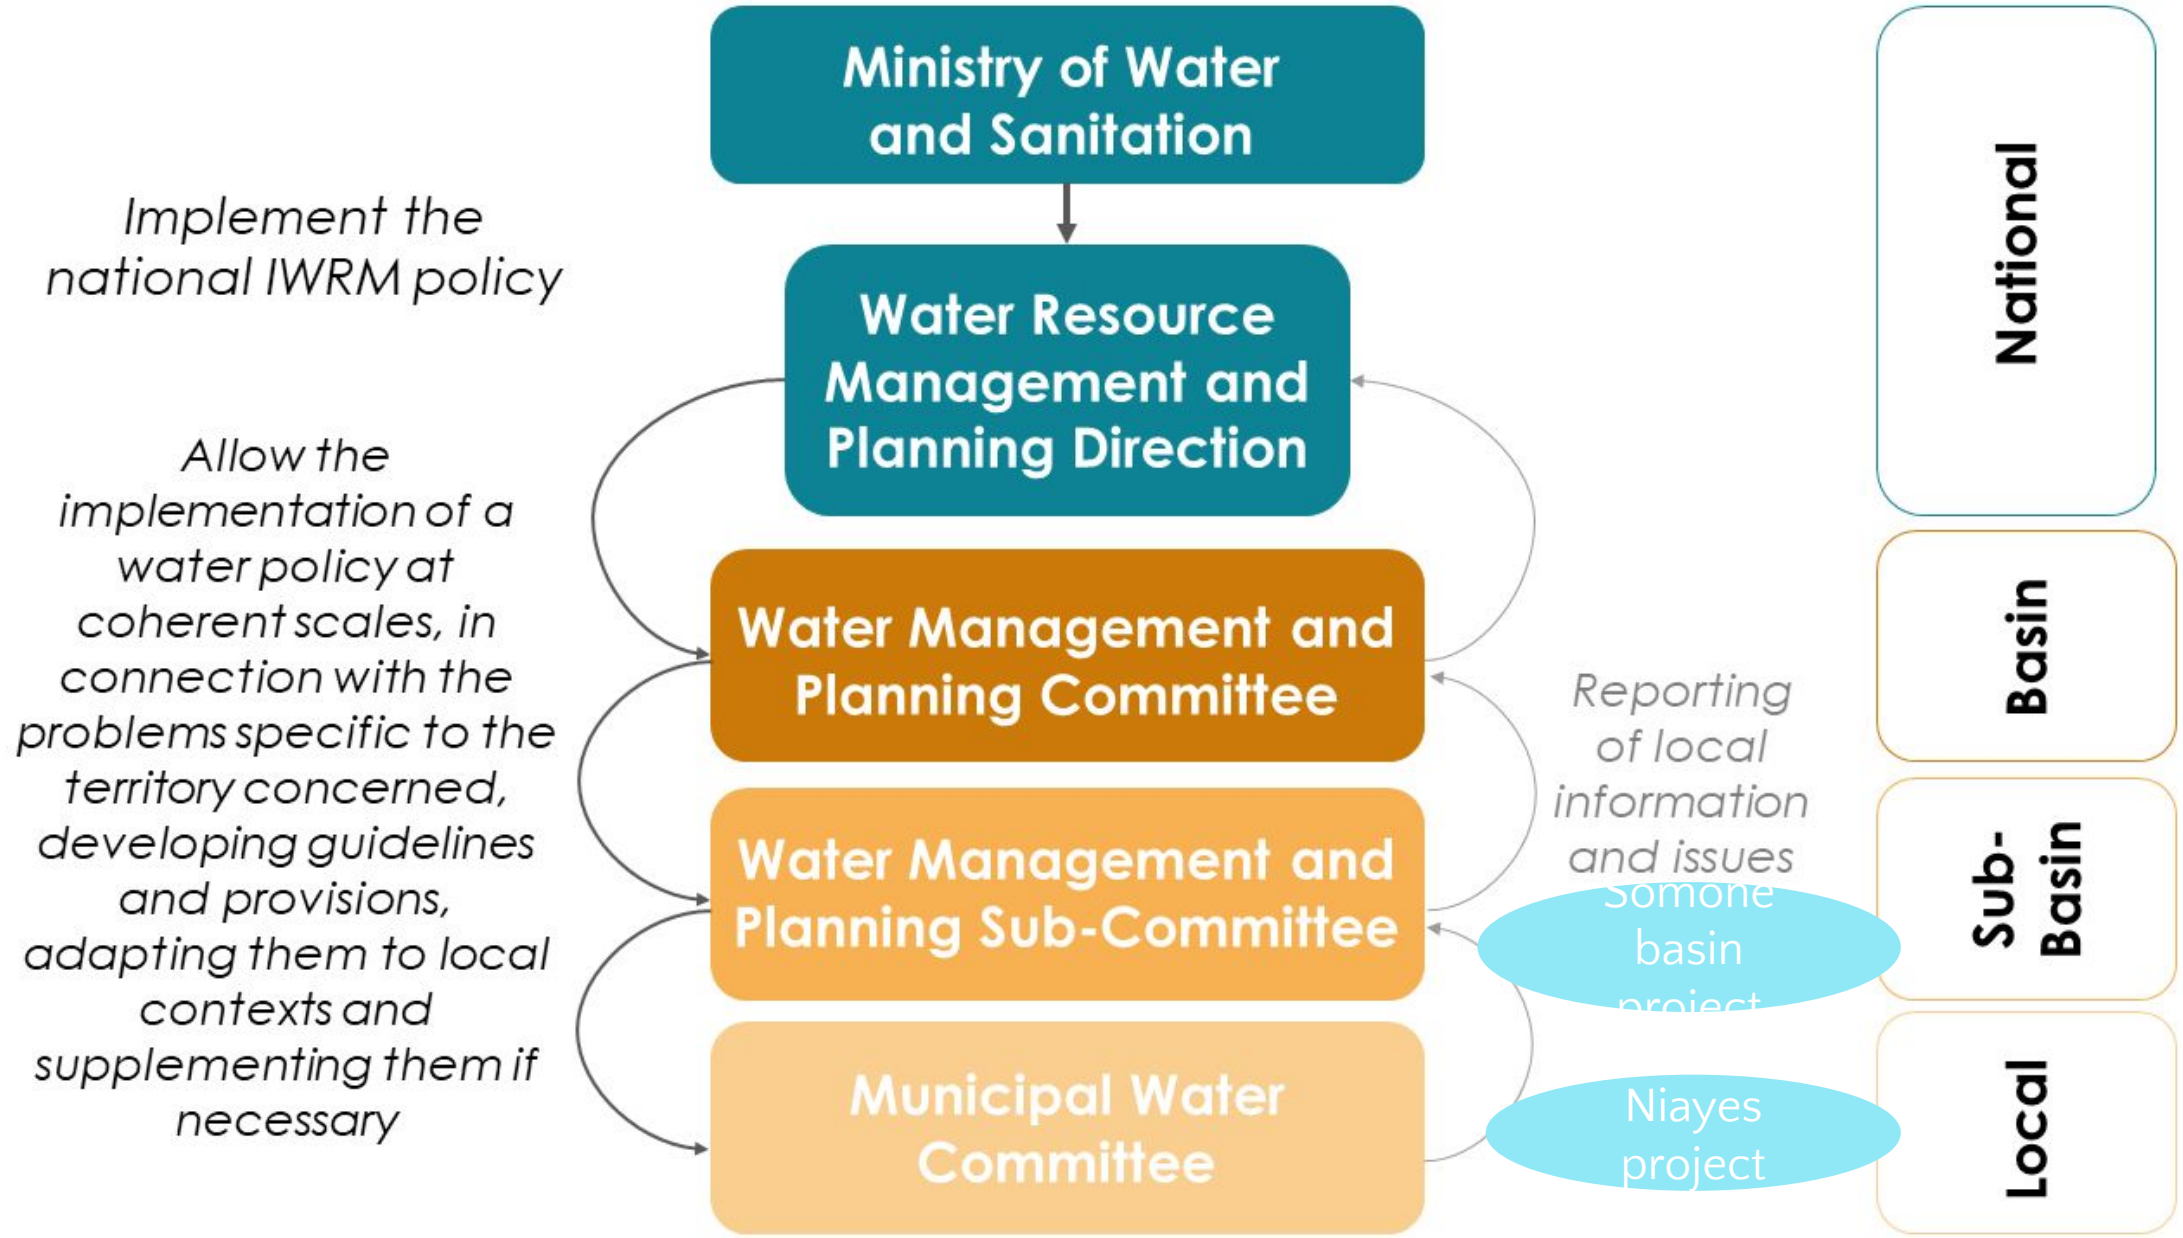 Ministry of Water
and Sanitation
Implement the
national IWRM policy
Water Resource
Management and
Planning Direction
National
Allow the
implementation of a
water policy at
coherent scales, in
connection with the
problems specific to the
territory concerned,
developing guidelines
and provisions,
adapting them to local
contexts and
supplementing them if
necessary
Water Management and
Planning Committee
Basin
Reporting
of local
information
and issues
Water Management and
Planning Sub-Committee
Somone
basin
project
Sub-
Basin
Municipal Water
Committee
Niayes
project
Local